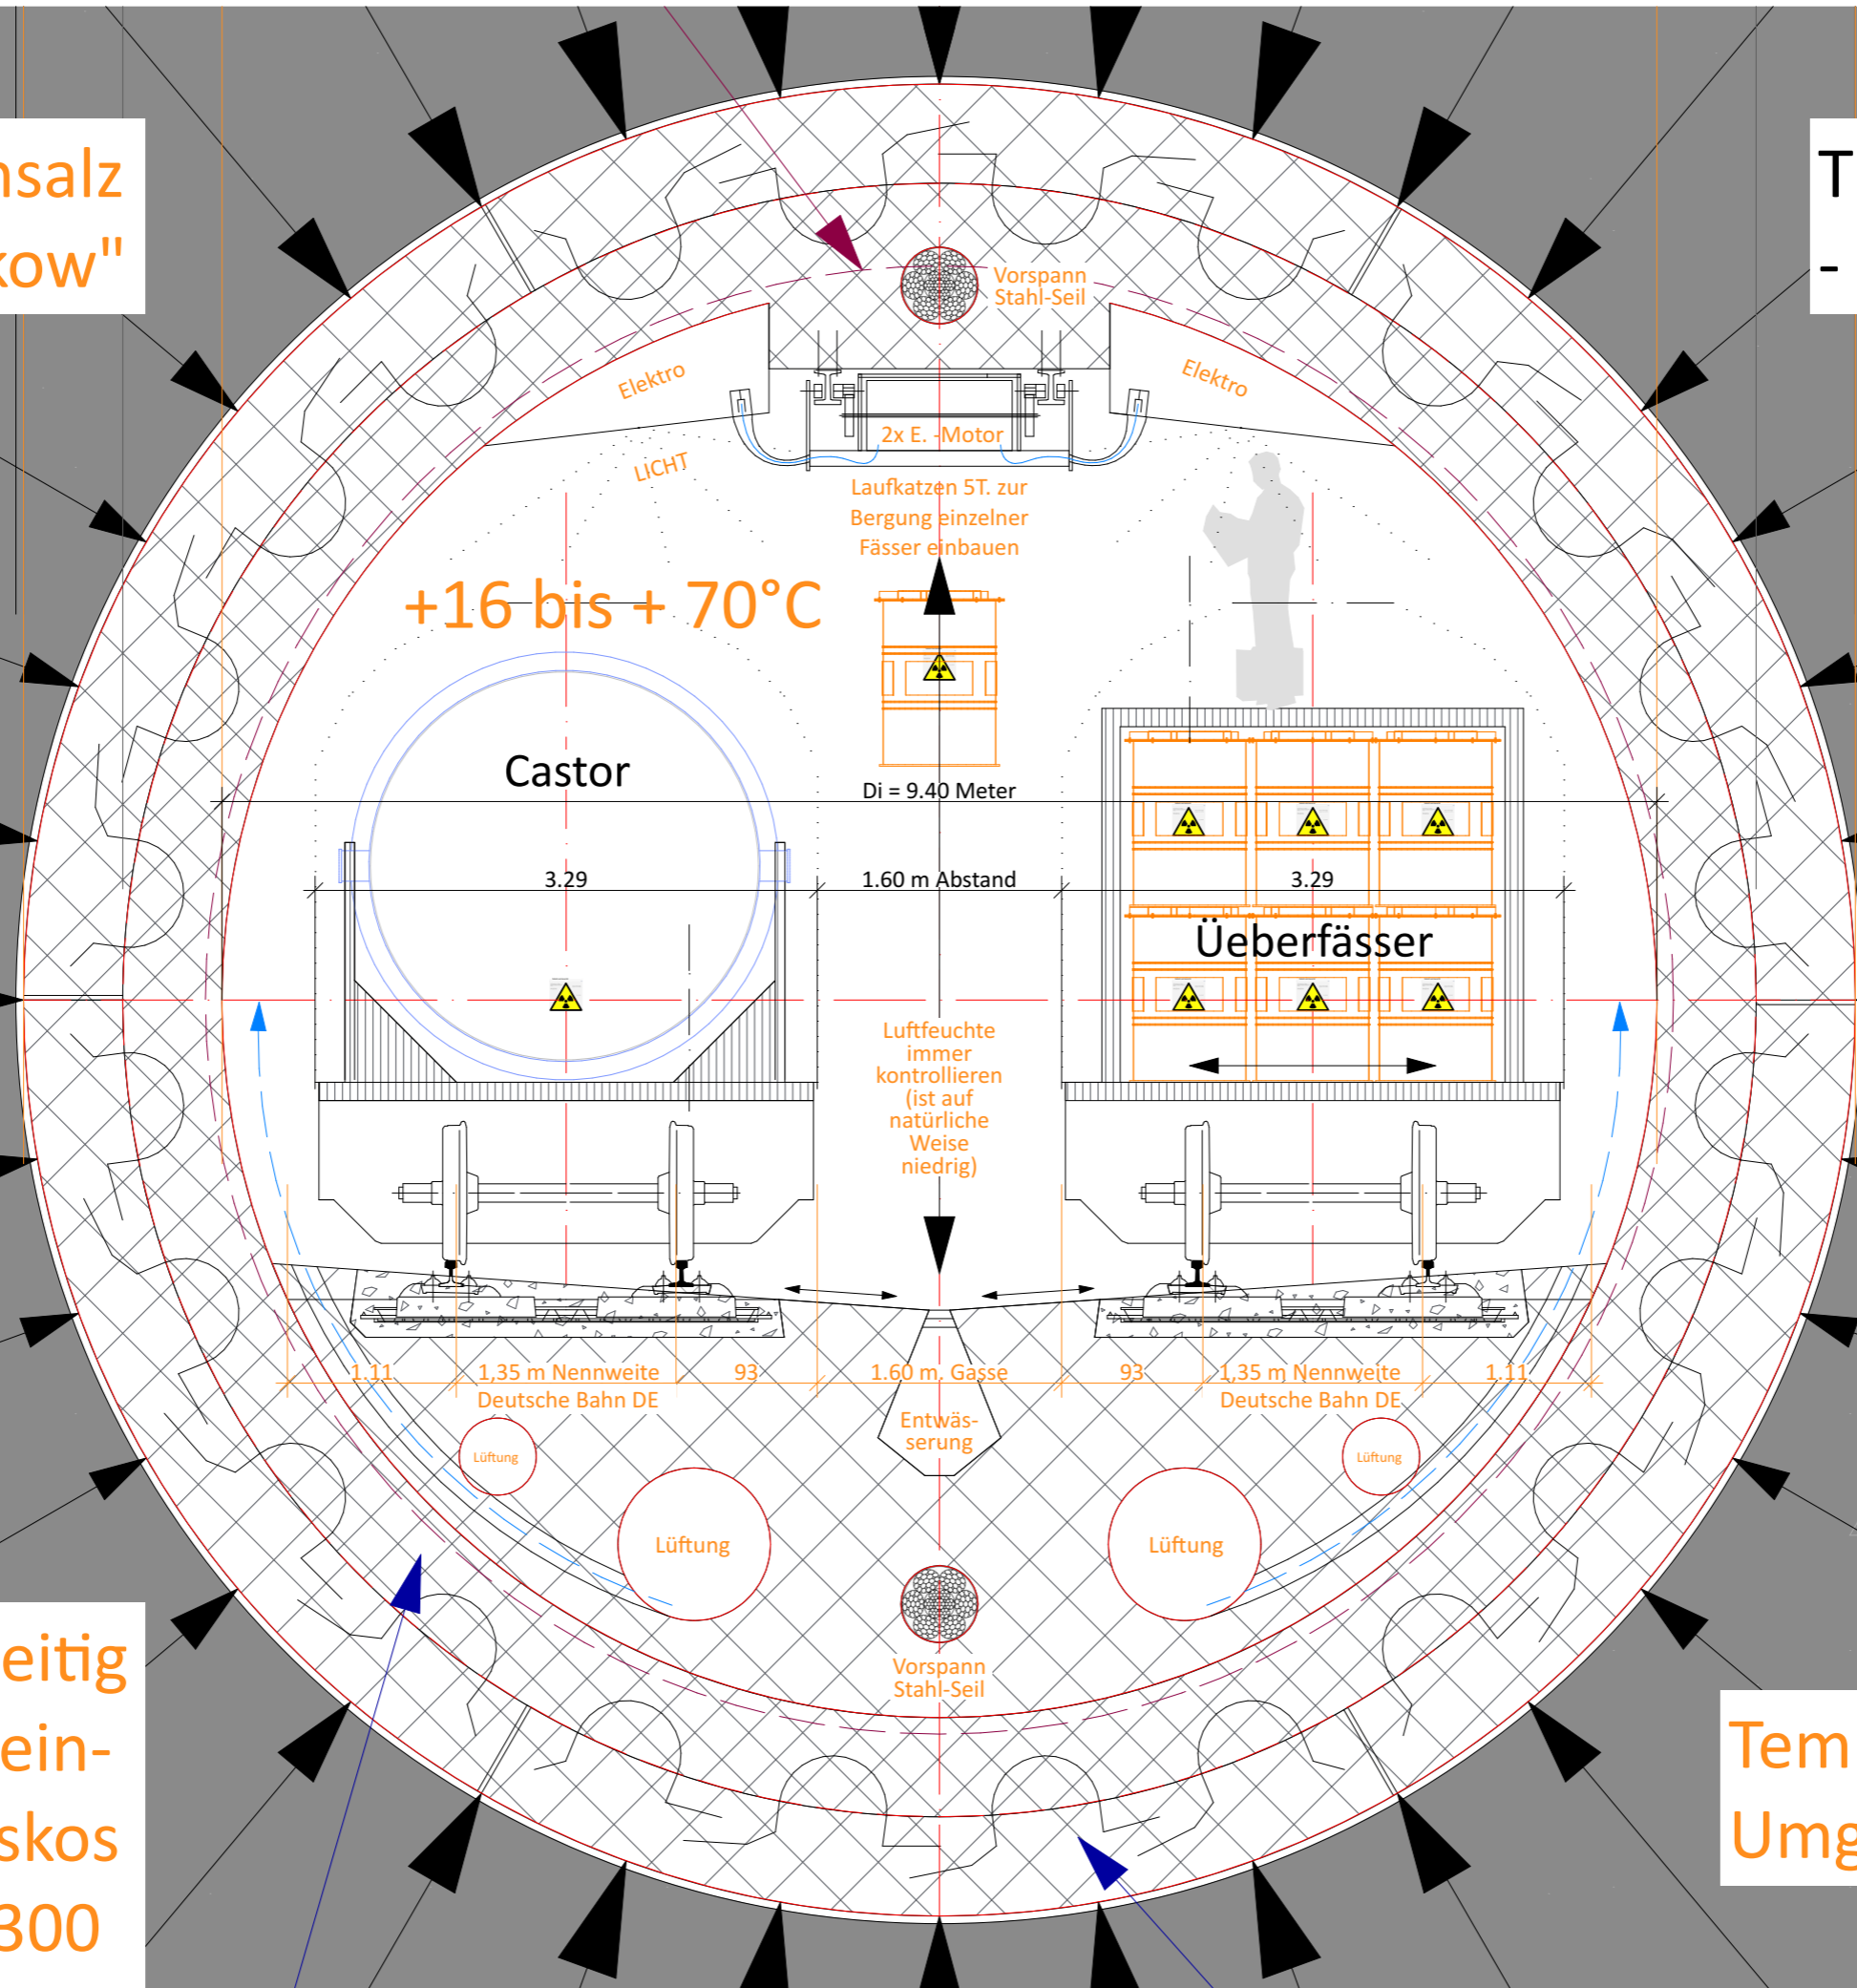 nsalz
kow"
T
-
Vorspann
Stahl-Seil
Elektro
Elektro
2x E. -Motor
LICHT
Laufkatzen 5T. zur
Bergung einzelner
Fässer einbauen
+16 bis + 70°C
Castor
Di = 9.40 Meter
3.29
1.60 m Abstand
3.29
Üeberfässer
Luftfeuchte
immer
kontrollieren
(ist auf
natürliche
Weise
niedrig)
1.11
1,35 m Nennweite
Deutsche Bahn DE
93
1.60 m. Gasse
93
1,35 m Nennweite
Deutsche Bahn DE
1.11
Entwäs-
serung
Lüftung
Lüftung
Lüftung
Lüftung
Vorspann
Stahl-Seil
eitig
ein-
skos
300
Tem
Umg